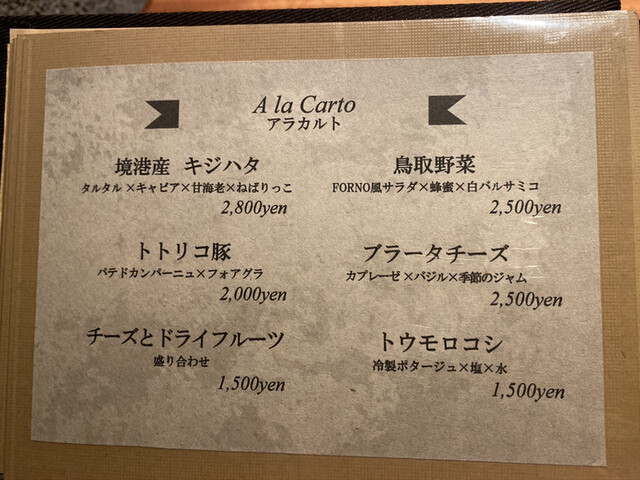 A la Carto
アラカルト
境港産 キジハタ
タルタル×キャビア×甘海老×ねばりっこ
2,800yen
鳥取野菜
FORNO風サラダ×蜂蜜×白バルサミコ
2,500yen
トトリコ豚
パテドカンパーニュ×フォアグラ
2,000yen
ブラータチーズ
カプレーゼ×バジル×季節のジャム
2,500yen
チーズとドライフルーツ
盛り合わせ
1,500yen
トウモロコシ
冷製ポタージュ×塩×水
1,500yen